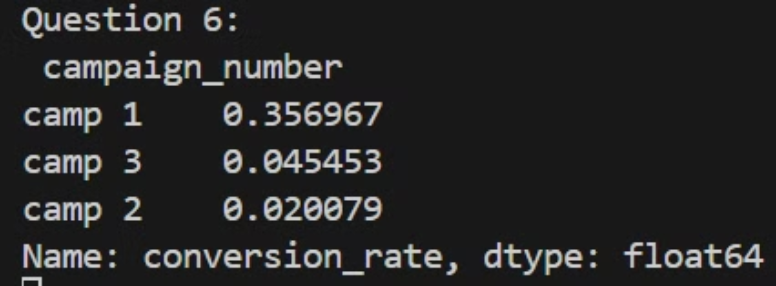 Question 6:
campaign_number
camp 1    0.356967
camp 3    0.045453
camp 2    0.020079
Name: conversion_rate, dtype: float64